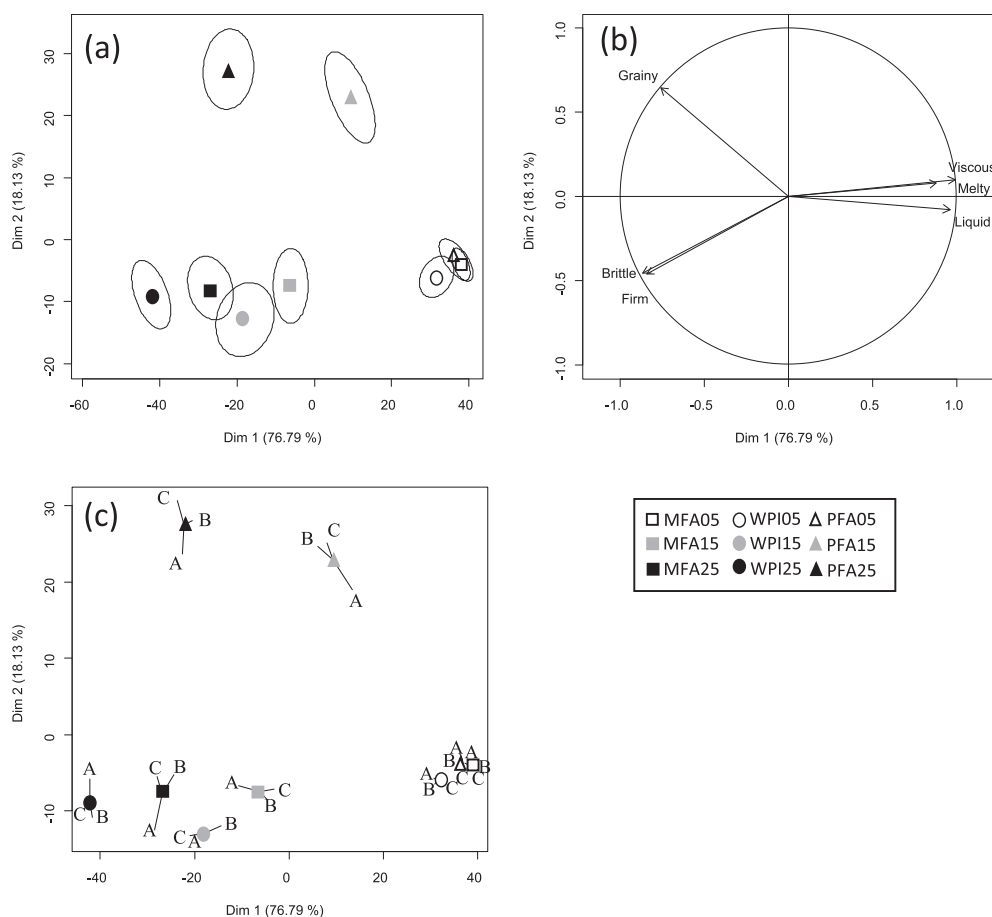 (a)
30
20
10
0
-10
-20
Dim 2 (18.13 %)
-60 -40 -20 0 20 40
Dim 1 (76.79 %)
(b)
1.0
0.5
0.0
-0.5
-1.0
Dim 2 (18.13 %)
Grainy
Viscous
Melty
Liquid
Brittle
Firm
-1.0 -0.5 0.0 0.5 1.0
Dim 1 (76.79 %)
(c)
30
20
10
0
-10
Dim 2 (18.13 %)
C
B
A
B
C
A
A
C B
C
B
A
A
C
B
B
C
A
A
A
B
B
A
B
C
C
C
-40 -20 0 20 40
Dim 1 (76.79 %)
MFA05 WPI05 PFA05
MFA15 WPI15 PFA15
MFA25 WPI25 PFA25